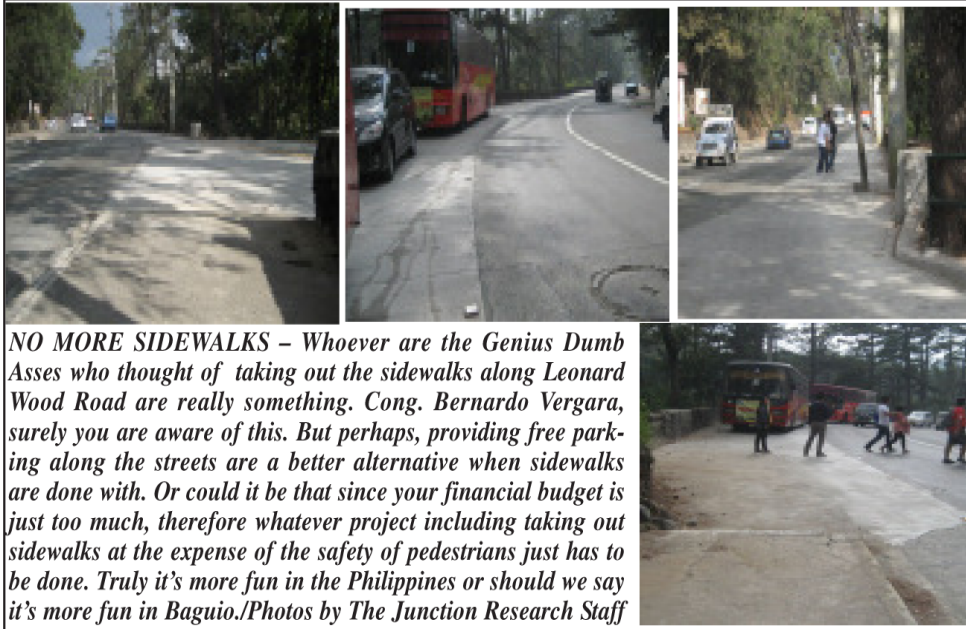 NO MORE SIDEWALKS – Whoever are the Genius Dumb
Asses who thought of taking out the sidewalks along Leonard
Wood Road are really something. Cong. Bernardo Vergara,
surely you are aware of this. But perhaps, providing free park-
ing along the streets are a better alternative when sidewalks
are done with. Or could it be that since your financial budget is
just too much, therefore whatever project including taking out
sidewalks at the expense of the safety of pedestrians just has to
be done. Truly it's more fun in the Philippines or should we say
it's more fun in Baguio./Photos by The Junction Research Staff